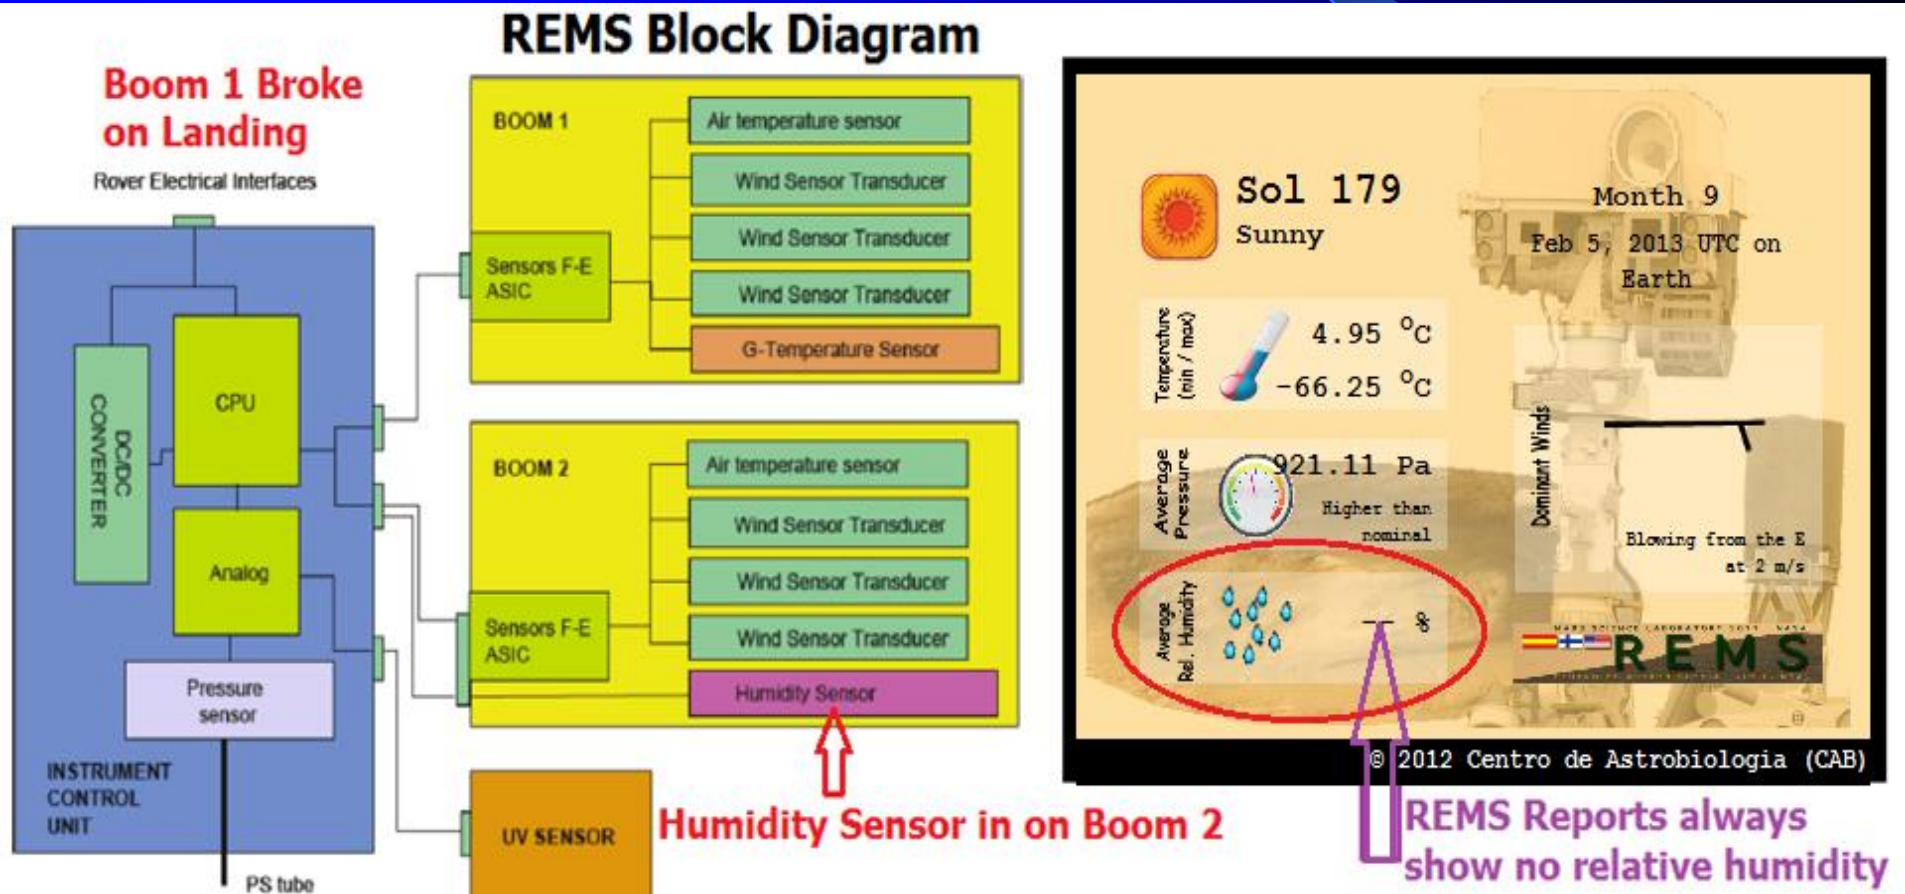 REMS Block Diagram
Boom 1 Broke
on Landing
Rover Electrical Interfaces
DC/DC
CONVERTER
CPU
Analog
Pressure
sensor
INSTRUMENT
CONTROL
UNIT
PS tube
BOOM 1
Sensors F-E
ASIC
Air temperature sensor
Wind Sensor Transducer
Wind Sensor Transducer
Wind Sensor Transducer
G-Temperature Sensor
BOOM 2
Sensors F-E
ASIC
Air temperature sensor
Wind Sensor Transducer
Wind Sensor Transducer
Wind Sensor Transducer
Humidity Sensor
UV SENSOR
Humidity Sensor in on Boom 2
Sol 179
Sunny
Month 9
Feb 5, 2013 UTC on
Earth
Temperature
(min / max)
4.95 °C
-66.25 °C
Average
Pressure
921.11 Pa
Higher than
nominal
Average
Rel. Humidity
-- %
Dominant Winds
Blowing from the E
at 2 m/s
REMS
© 2012 Centro de Astrobiologia (CAB)
REMS Reports always
show no relative humidity